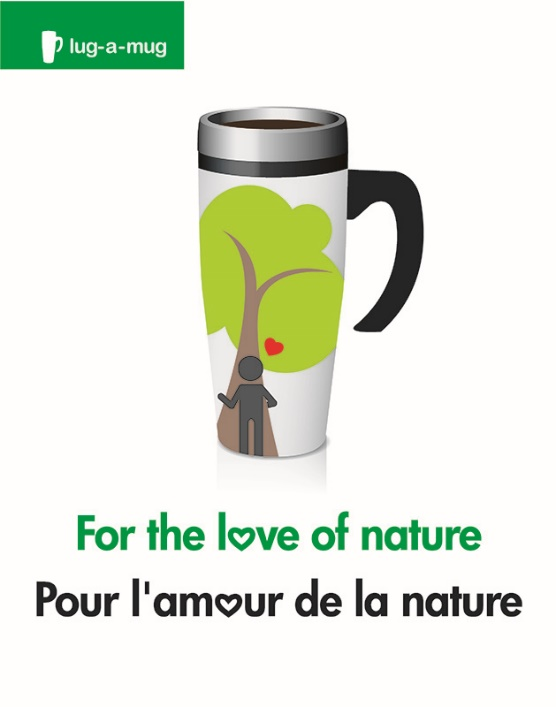 lug-a-mug
For the love of nature
Pour l'amour de la nature